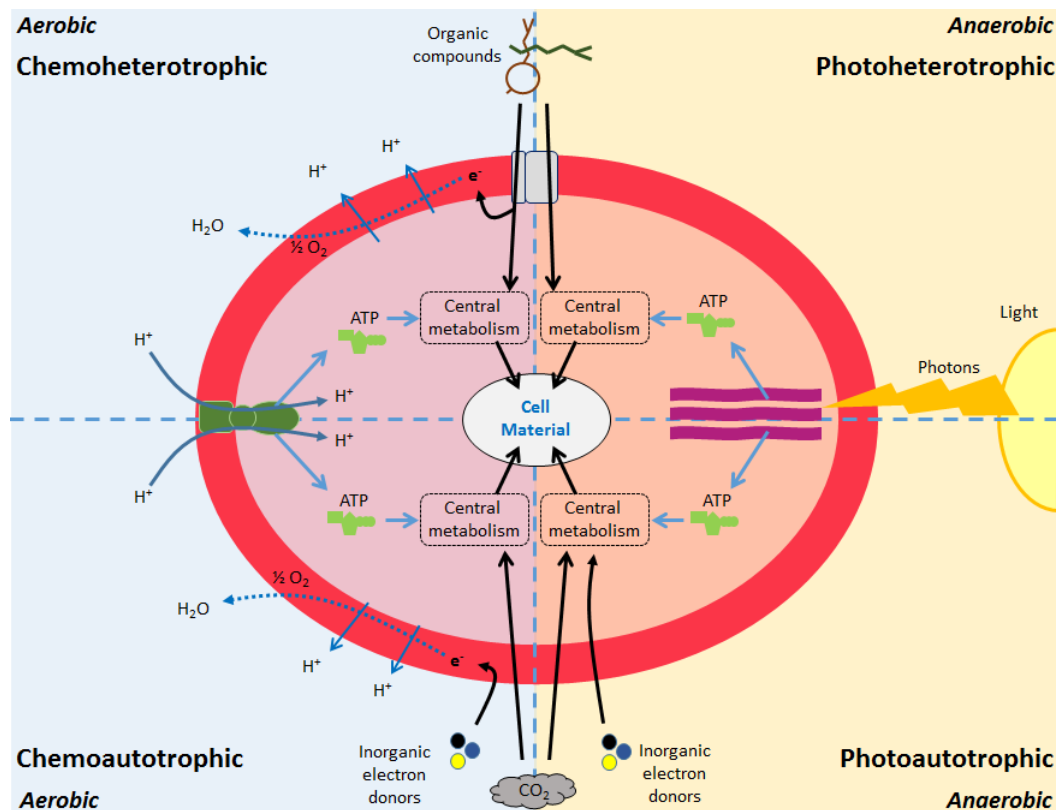 Aerobic
Chemoheterotrophic
Organic
compounds
Anaerobic
Photoheterotrophic
H⁺
H⁺
e⁻
H₂O
½ O₂
Central
metabolism
Central
metabolism
ATP
ATP
Light
H⁺
Photons
H⁺
Cell
Material
H⁺
H⁺
ATP
ATP
Central
metabolism
Central
metabolism
½ O₂
H₂O
e⁻
H⁺
H⁺
Chemoautotrophic
Aerobic
Inorganic
electron
donors
CO₂
Inorganic
electron
donors
Photoautotrophic
Anaerobic